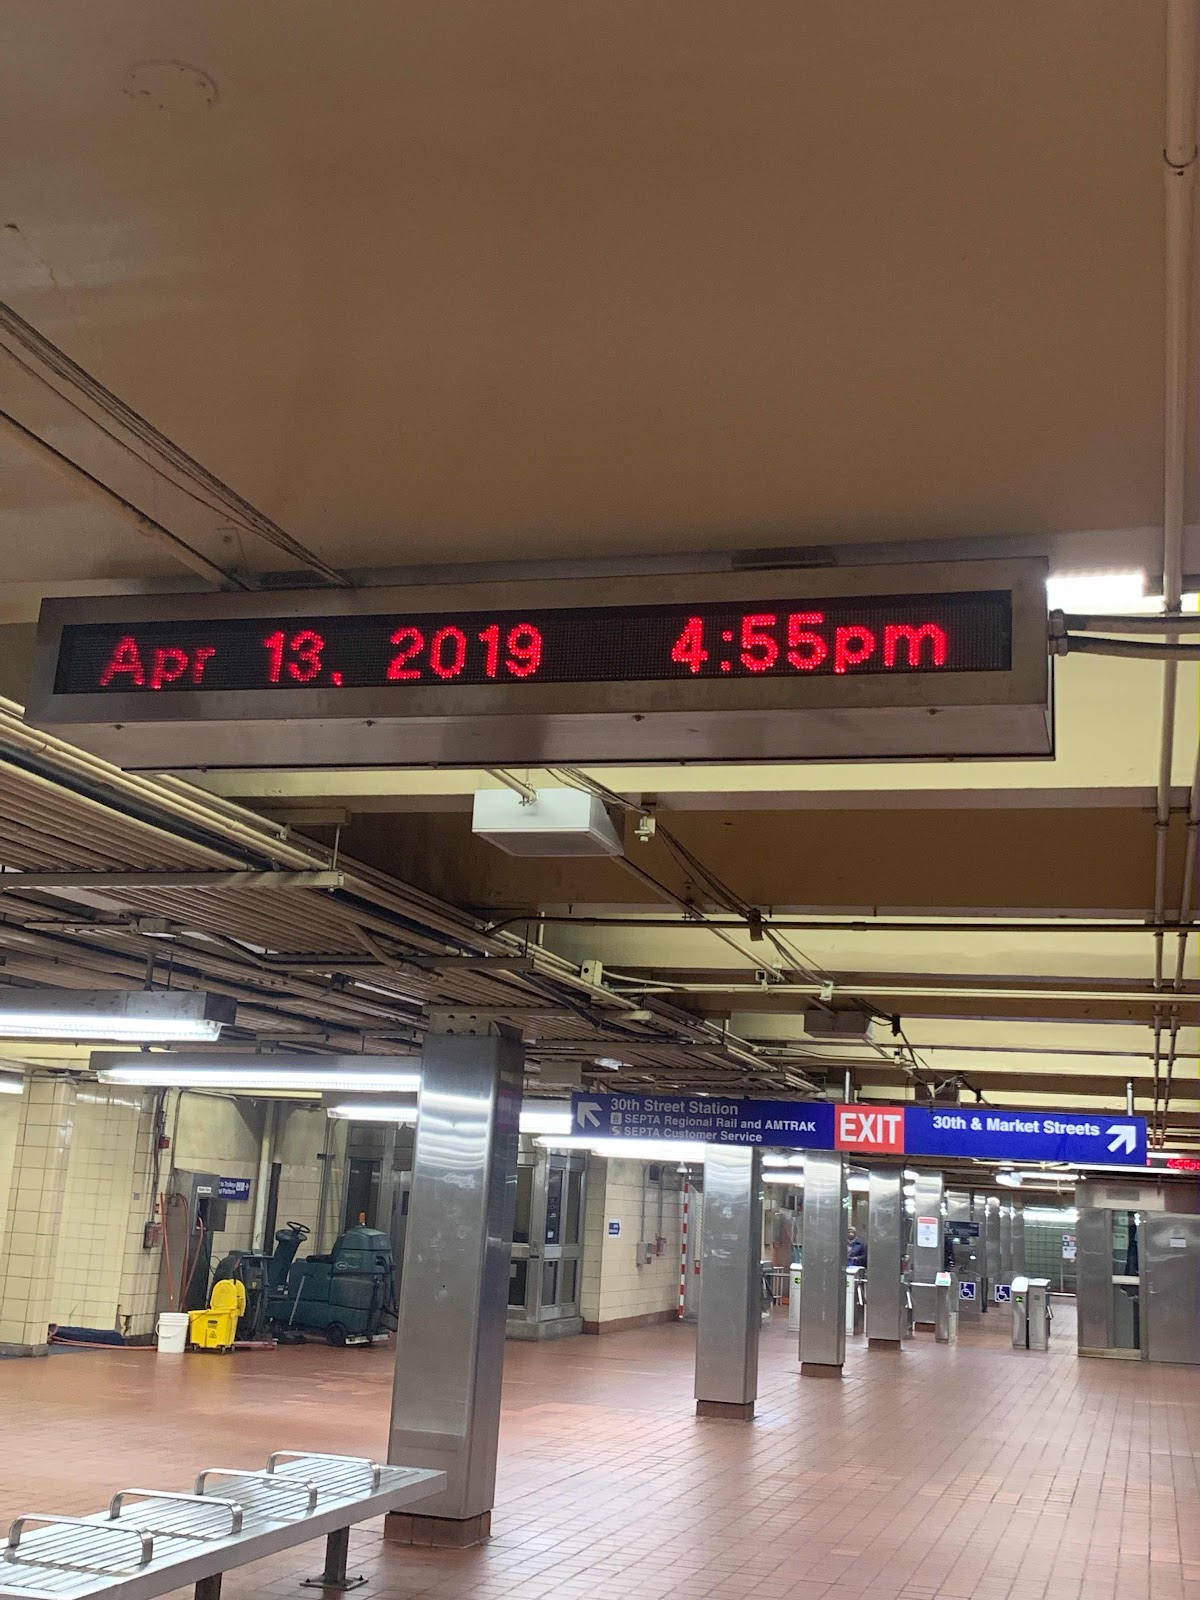 Apr 13, 2019 4:55pm
30th Street Station
SEPTA Regional Rail and AMTRAK
SEPTA Customer Service
EXIT
30th & Market Streets